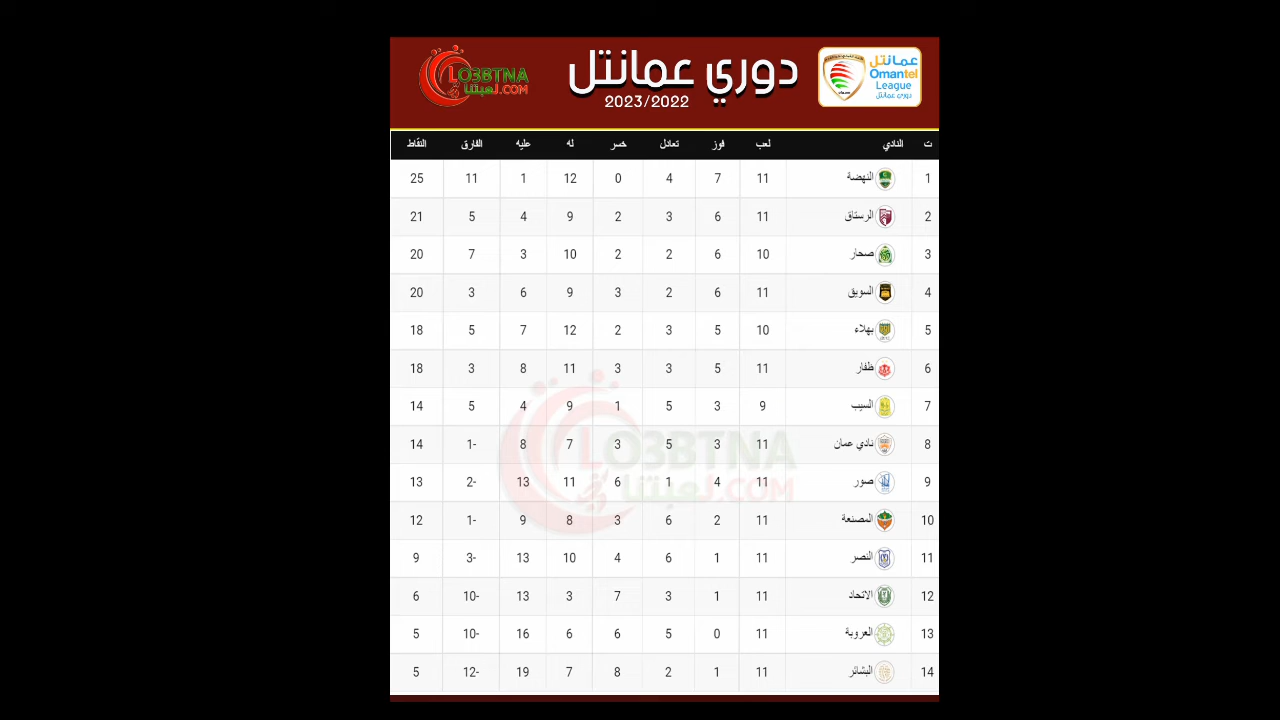 LO3BTNA
لعبتنا.COM
دوري عمانتل
2023/2022
عمانتل
Omantel
League
دوري عمانتل
ت النادي لعب فوز تعادل خسر له عليه الفارق النقاط
1 النهضة 11 7 4 0 12 1 11 25
2 الرستاق 11 6 3 2 9 4 5 21
3 صحار 10 6 2 2 10 3 7 20
4 السويق 11 6 2 3 9 6 3 20
5 بهلاء 10 5 3 2 12 7 5 18
6 ظفار 11 5 3 3 11 8 3 18
7 السيب 9 3 5 1 9 4 5 14
8 نادي عمان 11 3 5 3 7 8 1- 14
9 صور 11 4 1 6 11 13 2- 13
10 المصنعة 11 2 6 3 8 9 1- 12
11 النصر 11 1 6 4 10 13 3- 9
12 الاتحاد 11 1 3 7 3 13 10- 6
13 العروبة 11 0 5 6 6 16 10- 5
14 البشائر 11 1 2 8 7 19 12- 5
LO3BTNA
لعبتنا.COM